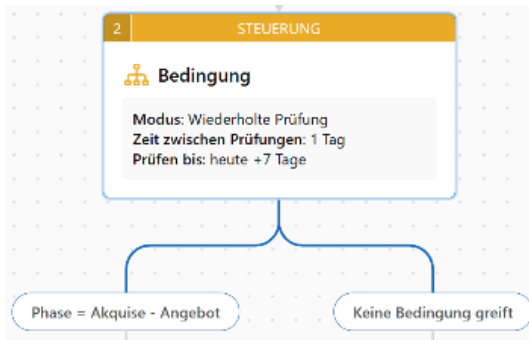 2 STEUERUNG
Bedingung
Modus: Wiederholte Prüfung
Zeit zwischen Prüfungen: 1 Tag
Prüfen bis: heute +7 Tage
Phase = Akquise - Angebot
Keine Bedingung greift